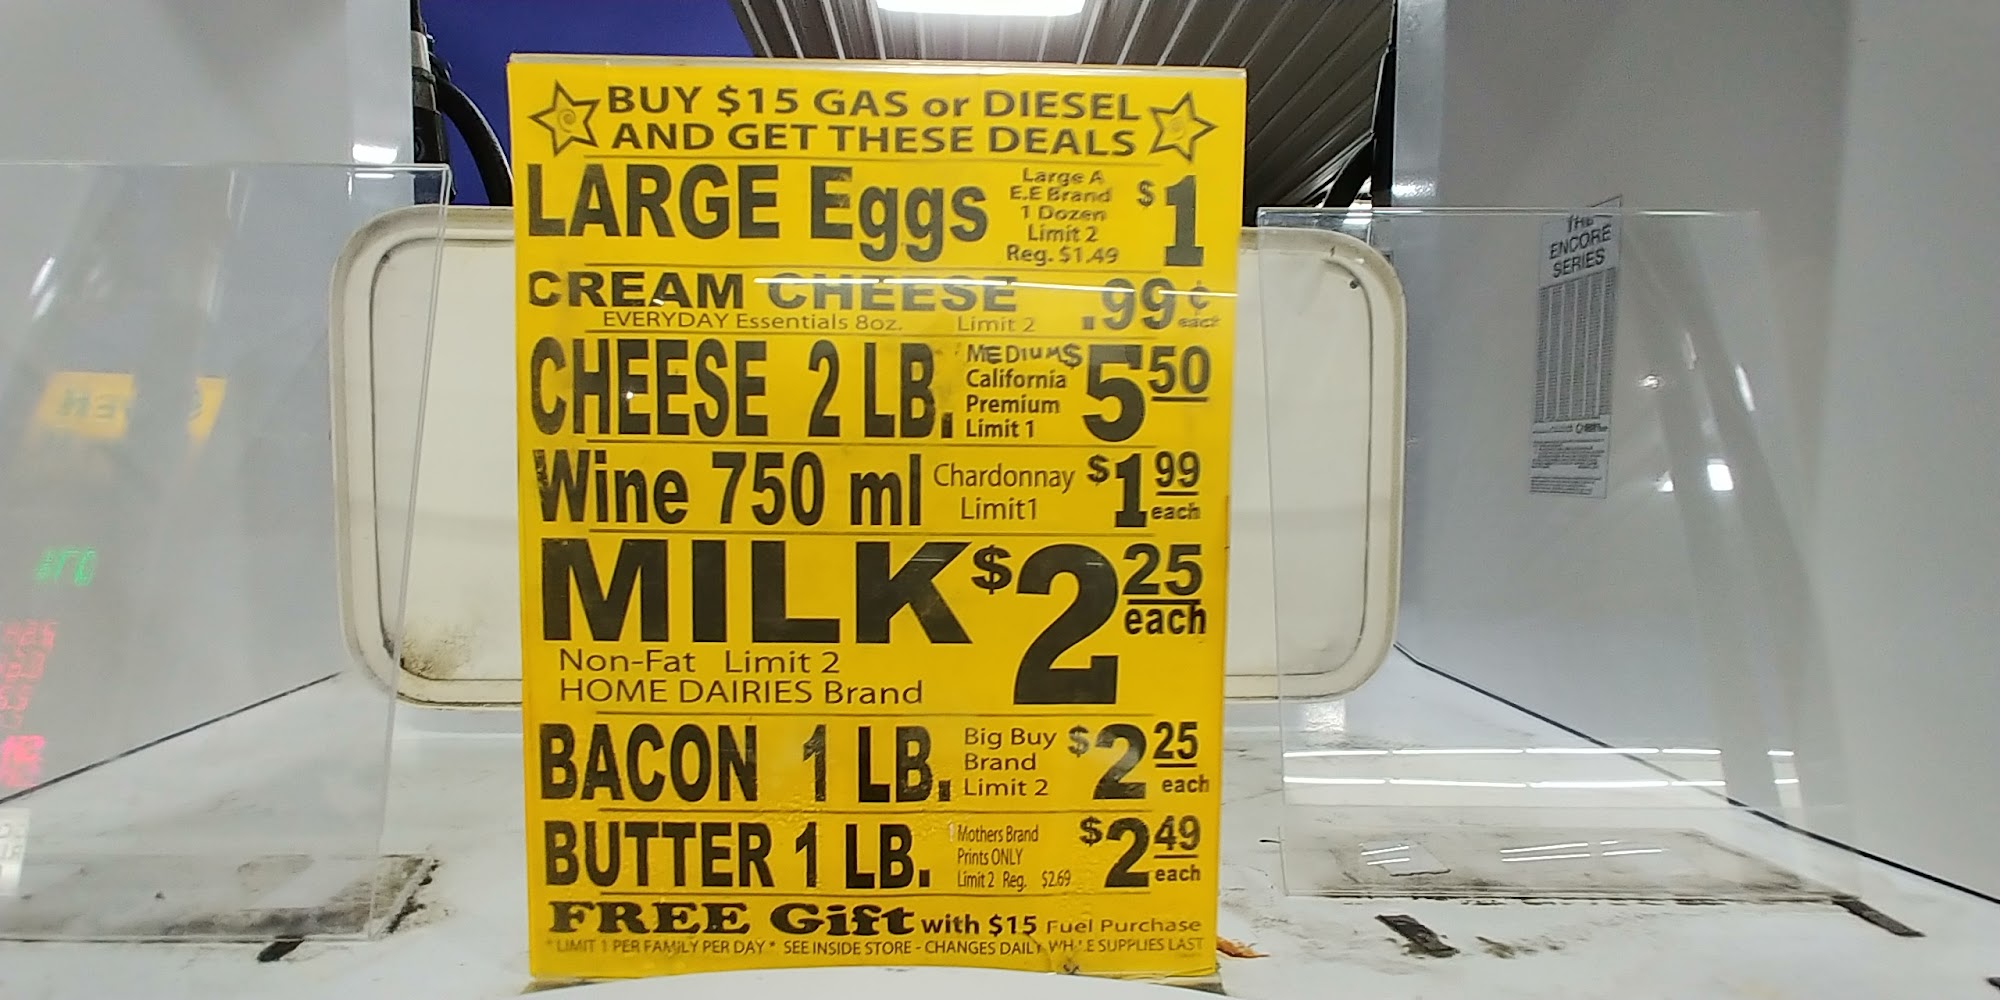 BUY $15 GAS or DIESEL
AND GET THESE DEALS
LARGE Eggs
Large A
E.E Brand
1 Dozen
Limit 2
Reg. $1.49
$1
CREAM CHEESE
EVERYDAY Essentials 8oz. Limit 2
.99¢
each
CHEESE 2 LB.
MEDIUM
California
Premium
Limit 1
$5 50
Wine 750 ml
Chardonnay
Limit1
$1 99
each
MILK
$2 25
each
Non-Fat Limit 2
HOME DAIRIES Brand
BACON 1 LB.
Big Buy
Brand
Limit 2
$2 25
each
BUTTER 1 LB.
Mothers Brand
Prints ONLY
Limit 2 Reg. $2.69
$2 49
each
FREE Gift with $15 Fuel Purchase
*LIMIT 1 PER FAMILY PER DAY* SEE INSIDE STORE - CHANGES DAILY WH LE SUPPLIES LAST
THE
ENCORE
SERIES